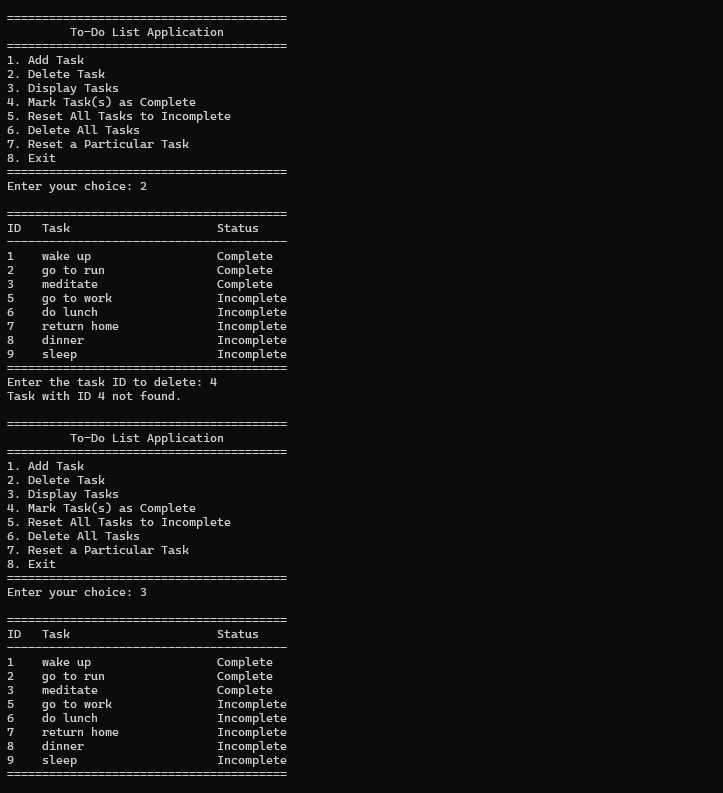 ========================================
         To-Do List Application
========================================
1. Add Task
2. Delete Task
3. Display Tasks
4. Mark Task(s) as Complete
5. Reset All Tasks to Incomplete
6. Delete All Tasks
7. Reset a Particular Task
8. Exit
========================================
Enter your choice: 2

========================================
ID   Task                     Status
----------------------------------------
1    wake up                  Complete
2    go to run                Complete
3    meditate                 Complete
5    go to work               Incomplete
6    do lunch                 Incomplete
7    return home              Incomplete
8    dinner                   Incomplete
9    sleep                    Incomplete
========================================
Enter the task ID to delete: 4
Task with ID 4 not found.

========================================
         To-Do List Application
========================================
1. Add Task
2. Delete Task
3. Display Tasks
4. Mark Task(s) as Complete
5. Reset All Tasks to Incomplete
6. Delete All Tasks
7. Reset a Particular Task
8. Exit
========================================
Enter your choice: 3

========================================
ID   Task                     Status
----------------------------------------
1    wake up                  Complete
2    go to run                Complete
3    meditate                 Complete
5    go to work               Incomplete
6    do lunch                 Incomplete
7    return home              Incomplete
8    dinner                   Incomplete
9    sleep                    Incomplete
========================================